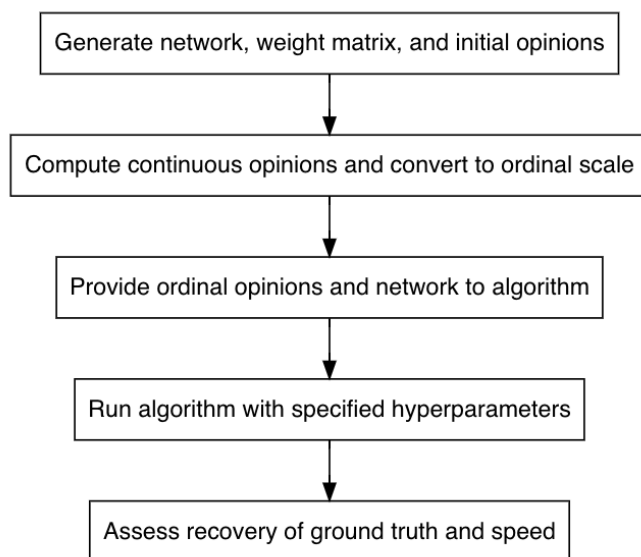 Generate network, weight matrix, and initial opinions
Compute continuous opinions and convert to ordinal scale
Provide ordinal opinions and network to algorithm
Run algorithm with specified hyperparameters
Assess recovery of ground truth and speed